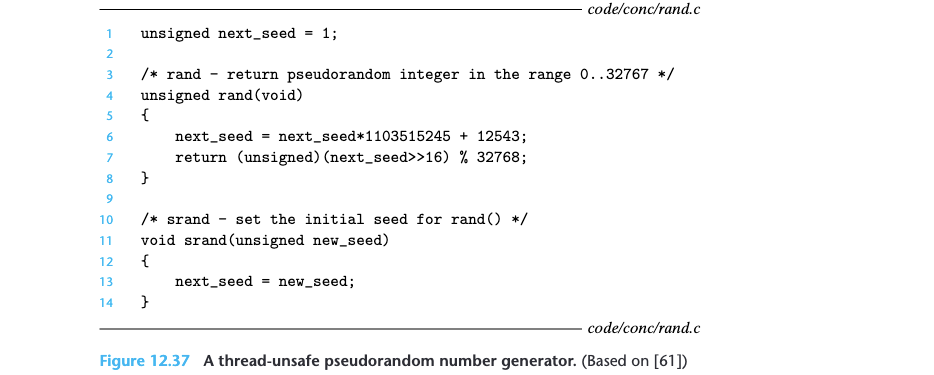 code/conc/rand.c
1 unsigned next_seed = 1;
2
3 /* rand - return pseudorandom integer in the range 0..32767 */
4 unsigned rand(void)
5 {
6 next_seed = next_seed*1103515245 + 12543;
7 return (unsigned)(next_seed>>16) % 32768;
8 }
9
10 /* srand - set the initial seed for rand() */
11 void srand(unsigned new_seed)
12 {
13 next_seed = new_seed;
14 }
code/conc/rand.c
Figure 12.37 A thread-unsafe pseudorandom number generator. (Based on [61])